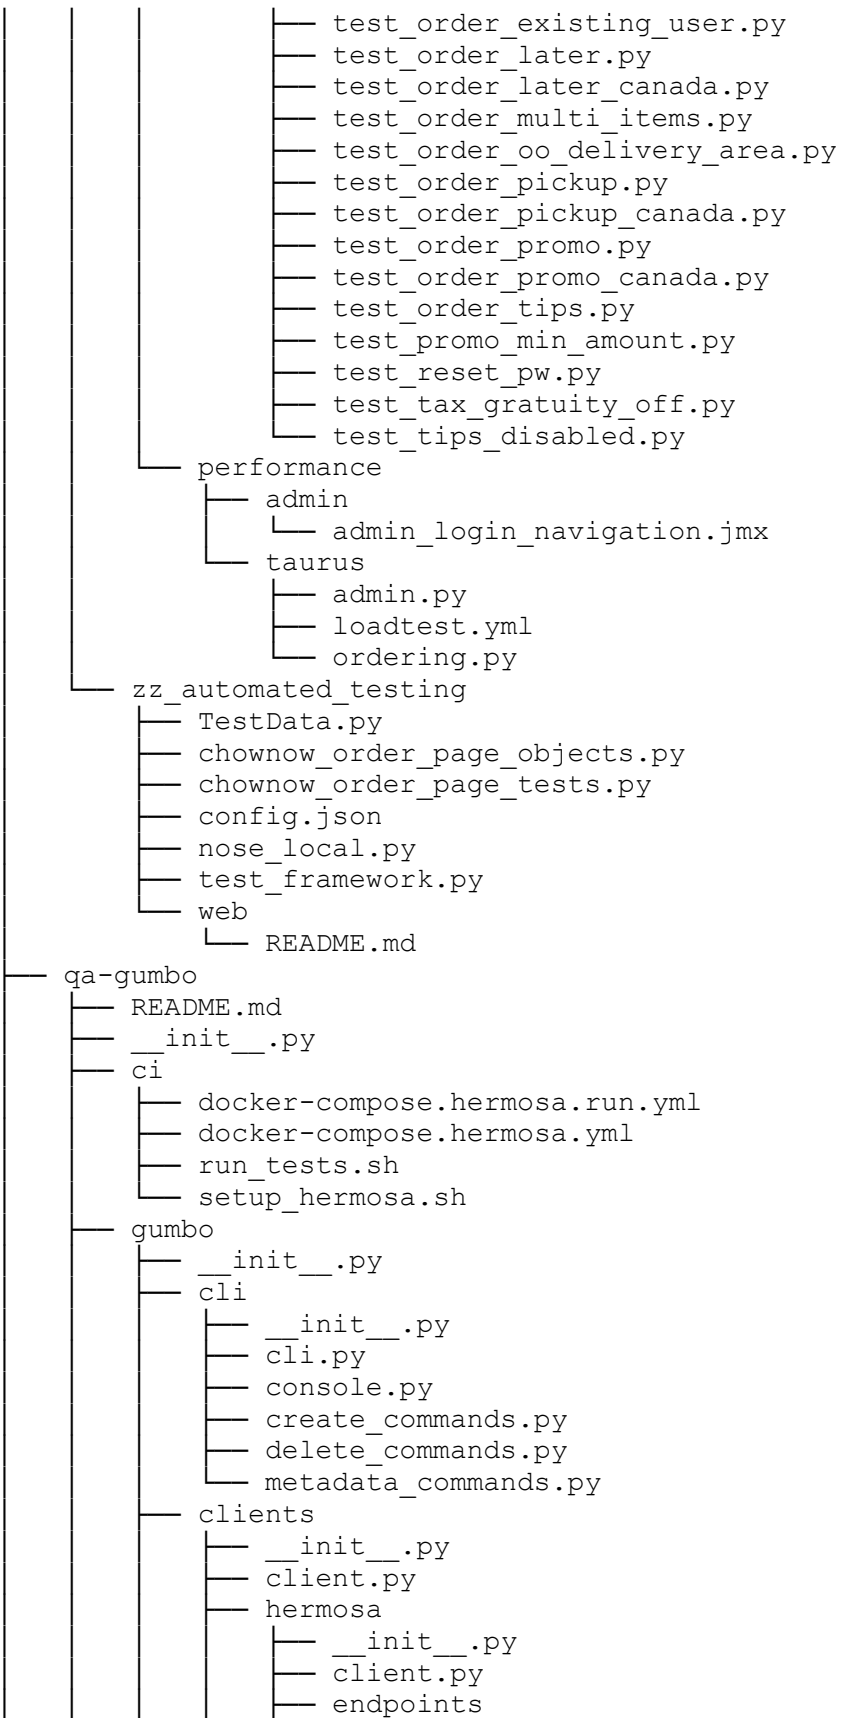 │   │   │       ├── test_order_existing_user.py
│   │   │       ├── test_order_later.py
│   │   │       ├── test_order_later_canada.py
│   │   │       ├── test_order_multi_items.py
│   │   │       ├── test_order_oo_delivery_area.py
│   │   │       ├── test_order_pickup.py
│   │   │       ├── test_order_pickup_canada.py
│   │   │       ├── test_order_promo.py
│   │   │       ├── test_order_promo_canada.py
│   │   │       ├── test_order_tips.py
│   │   │       ├── test_promo_min_amount.py
│   │   │       ├── test_reset_pw.py
│   │   │       ├── test_tax_gratuity_off.py
│   │   │       └── test_tips_disabled.py
│   │   └── performance
│   │       ├── admin
│   │       │   └── admin_login_navigation.jmx
│   │       └── taurus
│   │           ├── admin.py
│   │           ├── loadtest.yml
│   │           └── ordering.py
│   └── zz_automated_testing
│       ├── TestData.py
│       ├── chownow_order_page_objects.py
│       ├── chownow_order_page_tests.py
│       ├── config.json
│       ├── nose_local.py
│       ├── test_framework.py
│       └── web
│           └── README.md
├── qa-gumbo
│   ├── README.md
│   ├── __init__.py
│   ├── ci
│   │   ├── docker-compose.hermosa.run.yml
│   │   ├── docker-compose.hermosa.yml
│   │   ├── run_tests.sh
│   │   └── setup_hermosa.sh
│   ├── gumbo
│   │   ├── __init__.py
│   │   ├── cli
│   │   │   ├── __init__.py
│   │   │   ├── cli.py
│   │   │   ├── console.py
│   │   │   ├── create_commands.py
│   │   │   ├── delete_commands.py
│   │   │   └── metadata_commands.py
│   │   ├── clients
│   │   │   ├── __init__.py
│   │   │   ├── client.py
│   │   │   ├── hermosa
│   │   │   │   ├── __init__.py
│   │   │   │   ├── client.py
│   │   │   │   ├── endpoints